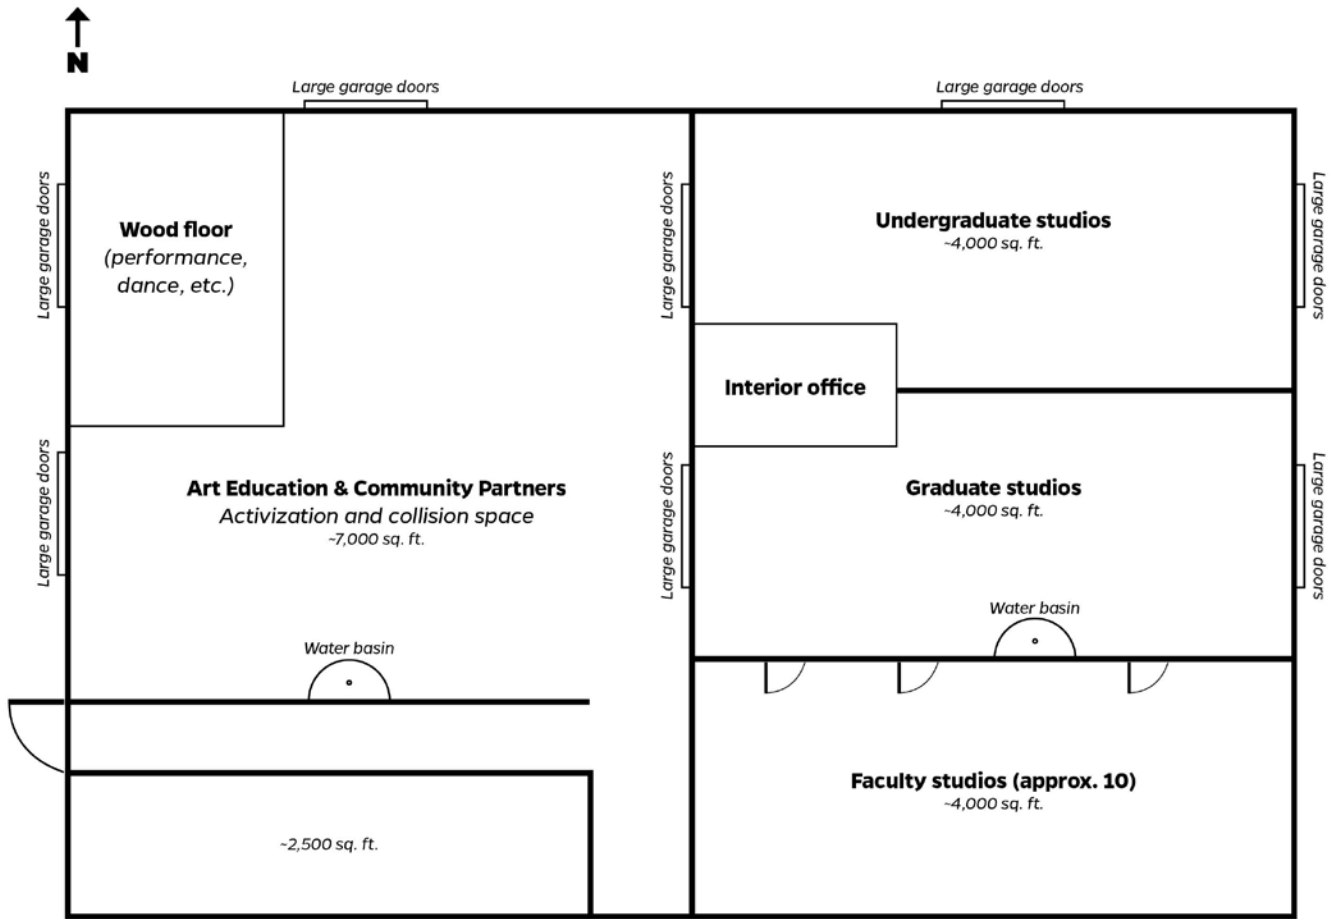 N
Large garage doors
Large garage doors
Large garage doors
Wood floor
(performance,
dance, etc.)
Large garage doors
Undergraduate studios
~4,000 sq. ft.
Large garage doors
Interior office
Large garage doors
Art Education & Community Partners
Activization and collision space
~7,000 sq. ft.
Large garage doors
Graduate studios
~4,000 sq. ft.
Large garage doors
Water basin
Water basin
Faculty studios (approx. 10)
~4,000 sq. ft.
~2,500 sq. ft.